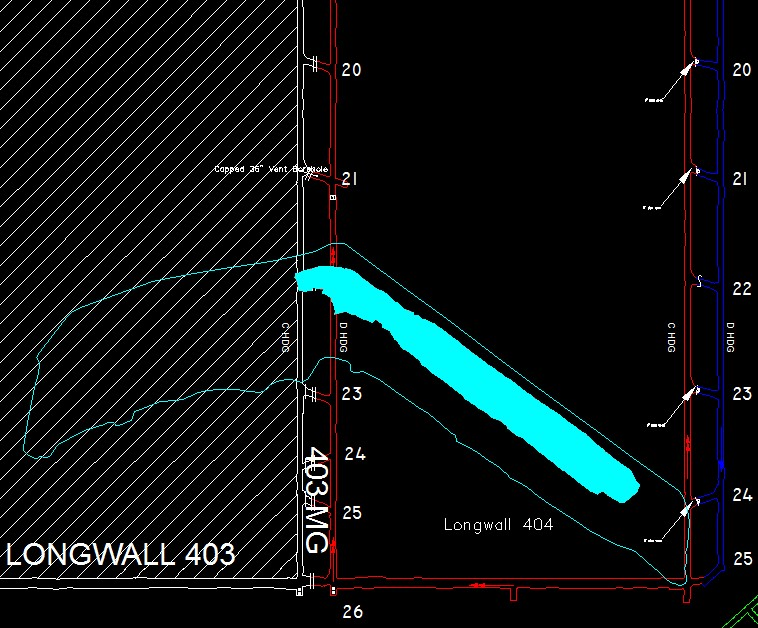 20
20
Capped 36" Vent Borehole
21
21
22
C HDG
D HDG
C HDG
D HDG
23
23
24
24
403 MG
25
Longwall 404
LONGWALL 403
25
26